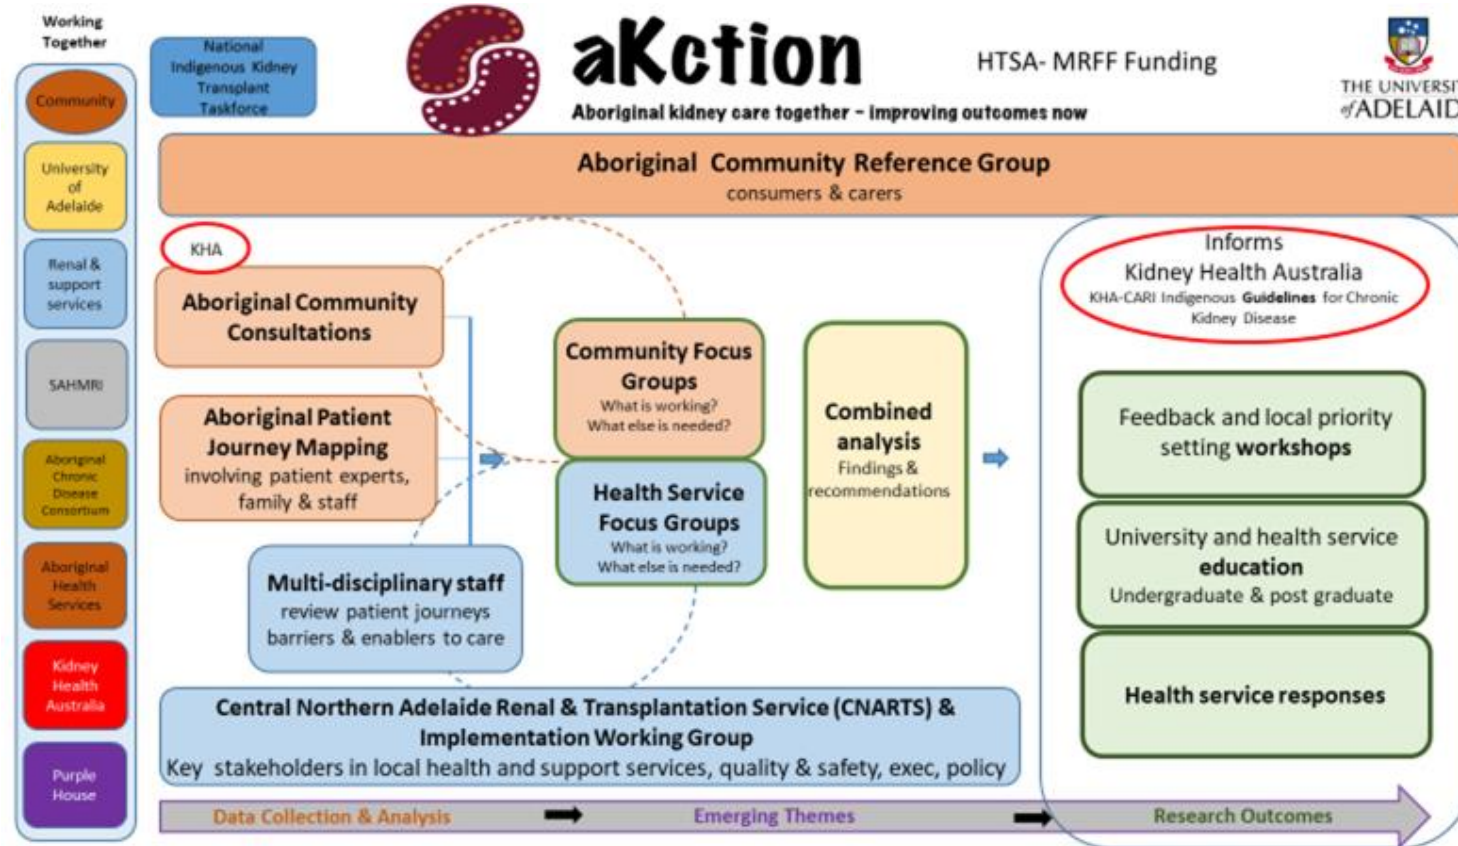 Working
Together
Community
University
of
Adelaide
Renal &
support
services
SAHMRI
Aboriginal
Chronic
Disease
Consortium
Aboriginal
Health
Services
Kidney
Health
Australia
Purple
House
National
Indigenous Kidney
Transplant
Taskforce
aKction
Aboriginal kidney care together – improving outcomes now
HTSA- MRFF Funding
THE UNIVERSI
of ADELAID
Aboriginal Community Reference Group
consumers & carers
KHA
Aboriginal Community
Consultations
Aboriginal Patient
Journey Mapping
involving patient experts,
family & staff
Multi-disciplinary staff
review patient journeys
barriers & enablers to care
Community Focus
Groups
What is working?
What else is needed?
Health Service
Focus Groups
What is working?
What else is needed?
Combined
analysis
Findings &
recommendations
Informs
Kidney Health Australia
KHA-CARI Indigenous Guidelines for Chronic
Kidney Disease
Feedback and local priority
setting workshops
University and health service
education
Undergraduate & post graduate
Health service responses
Central Northern Adelaide Renal & Transplantation Service (CNARTS) &
Implementation Working Group
Key stakeholders in local health and support services, quality & safety, exec, policy
Data Collection & Analysis
Emerging Themes
Research Outcomes